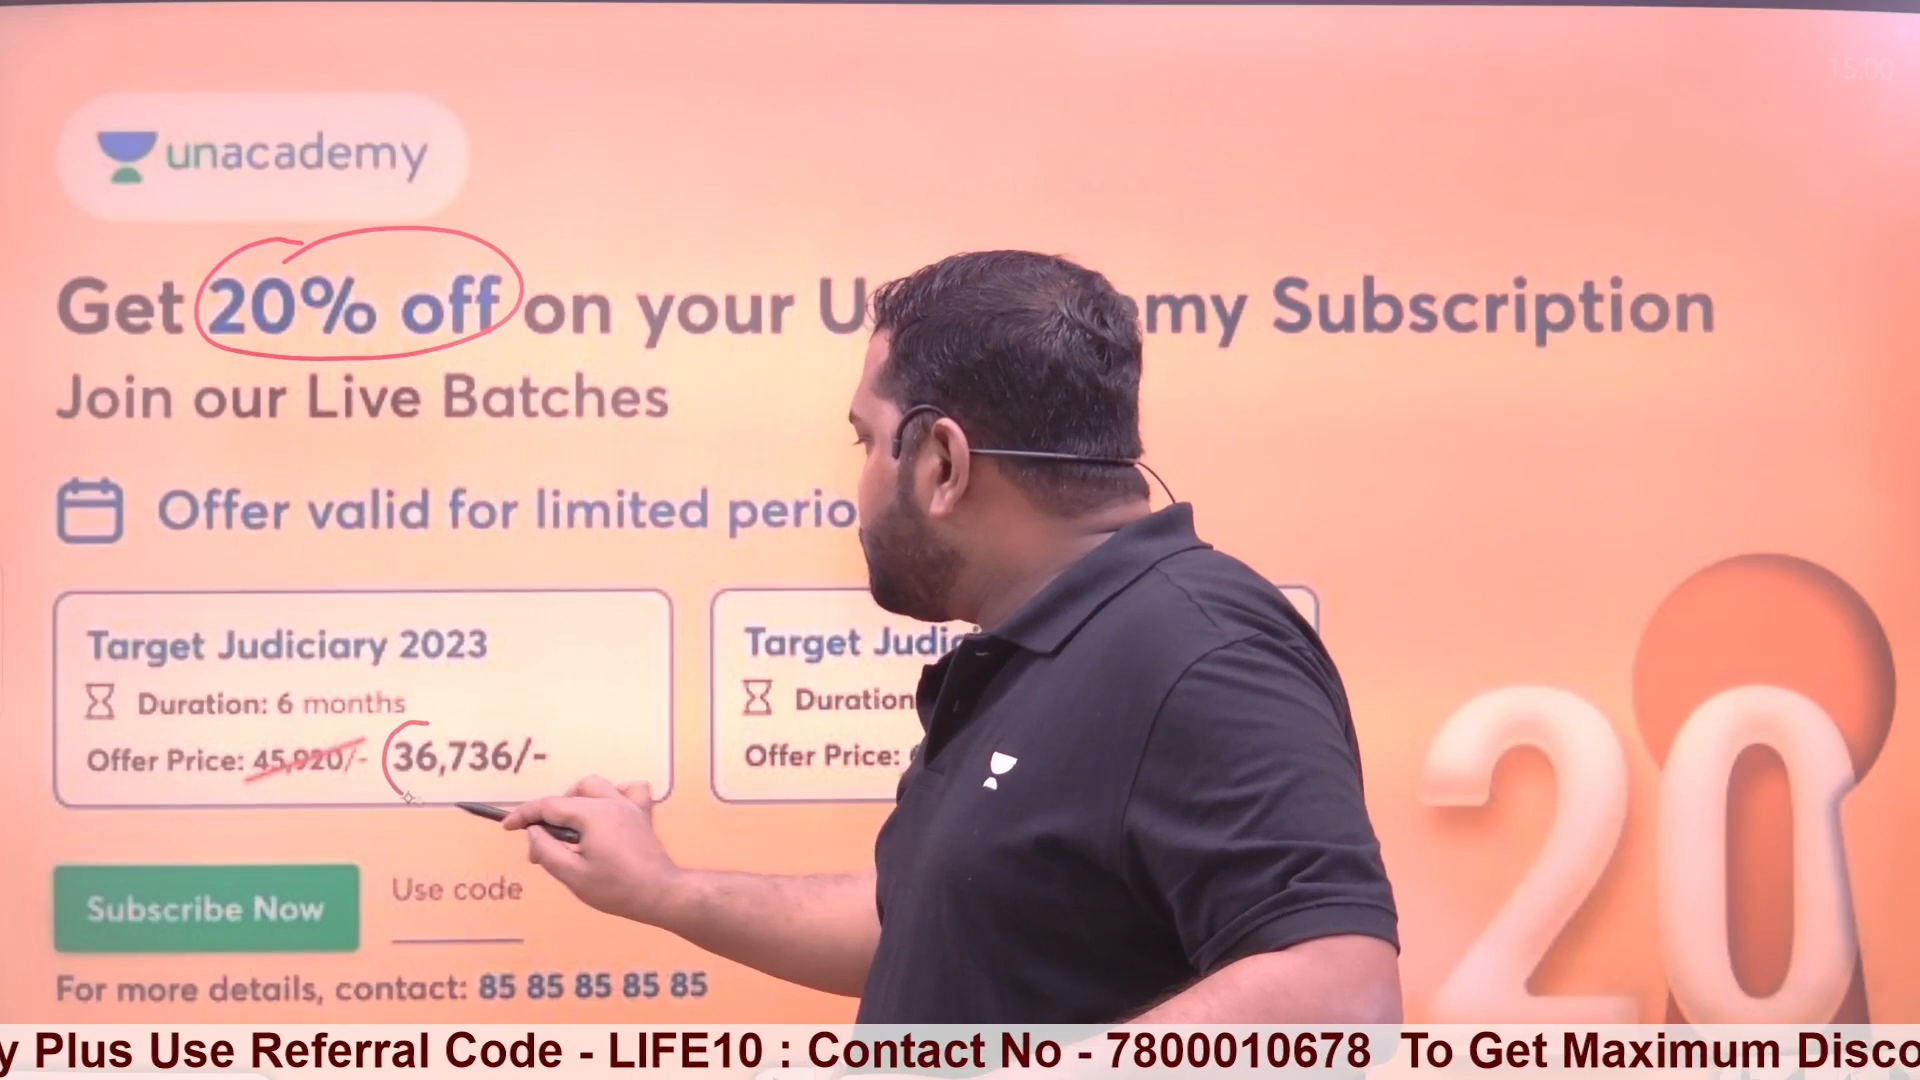 15:00
unacademy
Get 20% off on your U my Subscription
Join our Live Batches
Offer valid for limited perio
Target Judiciary 2023
Duration: 6 months
Offer Price: 45,920/- 36,736/-
Target Judic
Duration
Offer Price:
Subscribe Now
Use code
For more details, contact: 85 85 85 85 85
20
y Plus Use Referral Code - LIFE10 : Contact No - 7800010678 To Get Maximum Disco